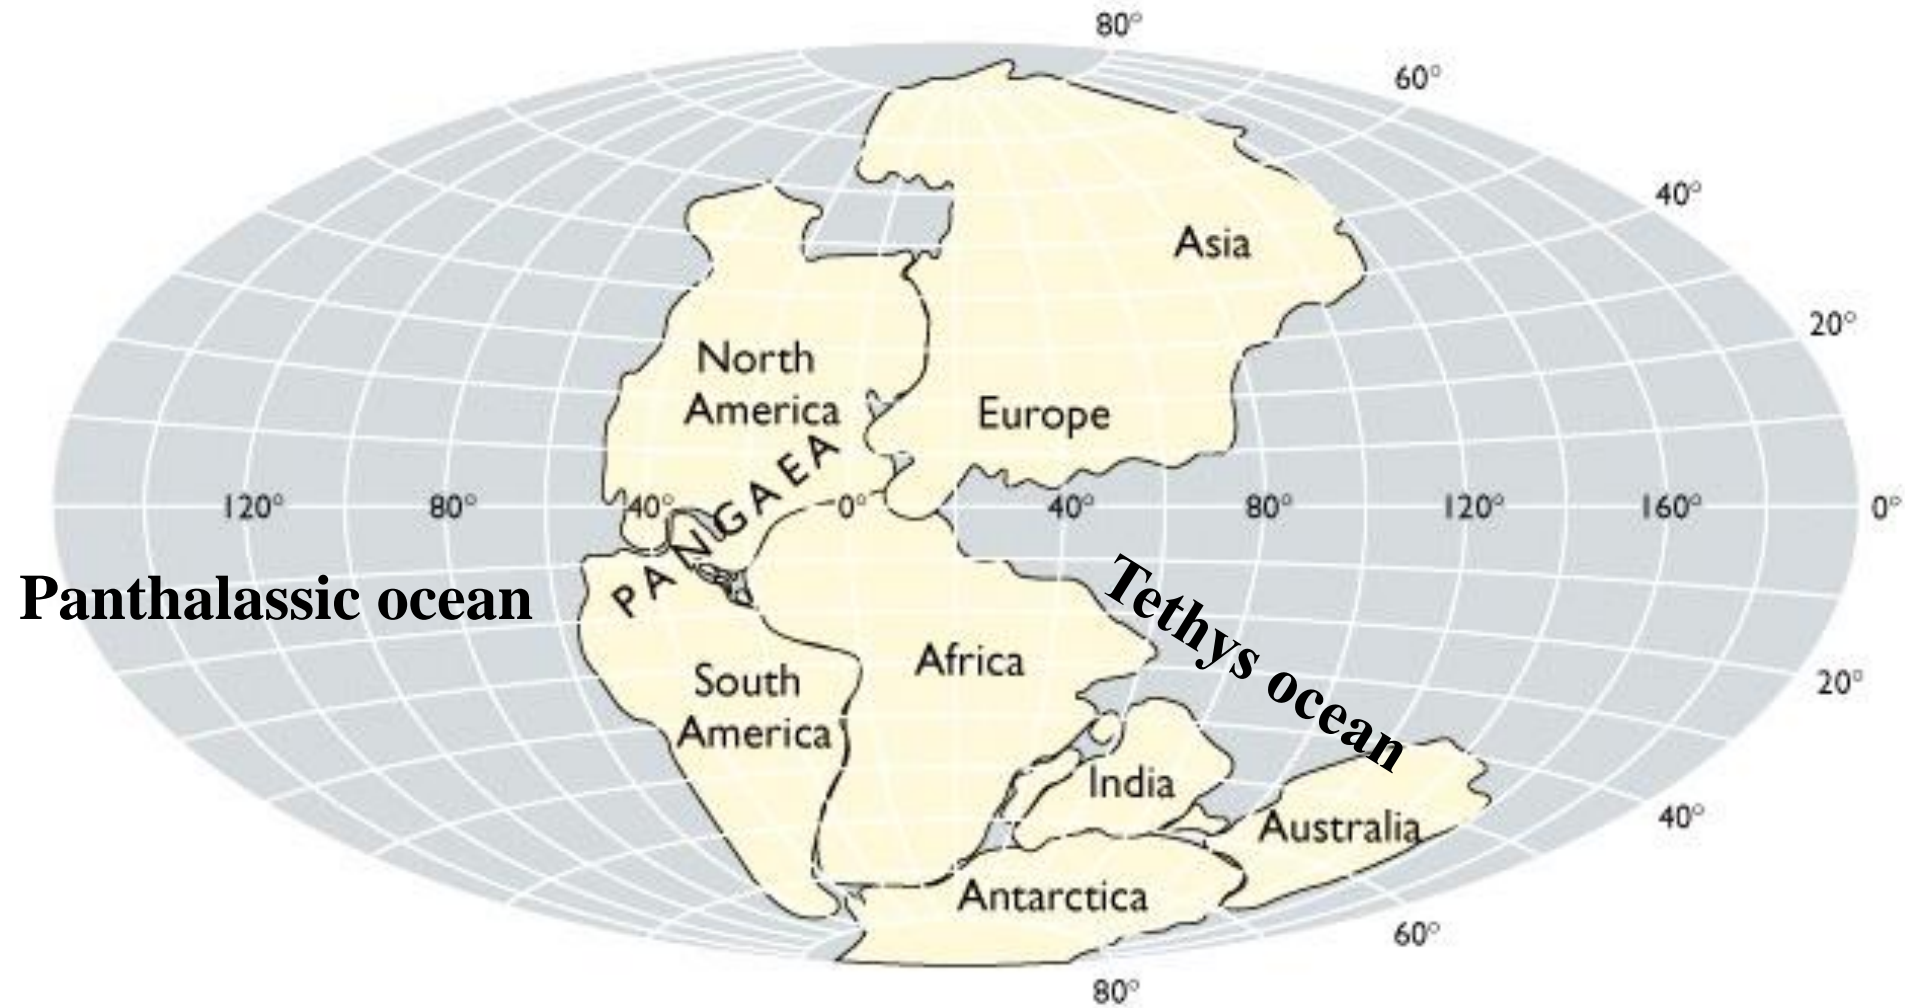 80°
60°
40°
Asia
20°
North
America
Europe
PANGAEA
120°
80°
40°
0°
40°
80°
120°
160°
0°
Panthalassic ocean
Tethys ocean
Africa
South
America
20°
India
Australia
40°
Antarctica
60°
80°